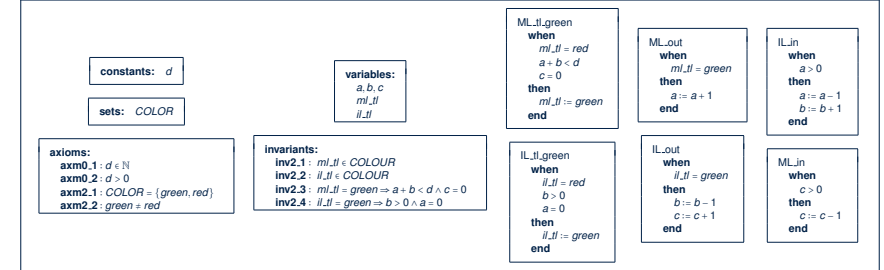 constants: d
sets: COLOR
axioms:
axm0_1 : d ∈ ℕ
axm0_2 : d > 0
axm2_1 : COLOR = {green, red}
axm2_2 : green ≠ red
variables:
a, b, c
ml_tl
il_tl
invariants:
inv2_1 : ml_tl ∈ COLOUR
inv2_2 : il_tl ∈ COLOUR
inv2_3 : ml_tl = green ⇒ a + b < d ∧ c = 0
inv2_4 : il_tl = green ⇒ b > 0 ∧ a = 0
ML_tl_green
when
ml_tl = red
a + b < d
c = 0
then
ml_tl := green
end
IL_tl_green
when
il_tl = red
b > 0
a = 0
then
il_tl := green
end
ML_out
when
ml_tl = green
then
a := a + 1
end
IL_out
when
il_tl = green
then
b := b − 1
c := c + 1
end
IL_in
when
a > 0
then
a := a − 1
b := b + 1
end
ML_in
when
c > 0
then
c := c − 1
end